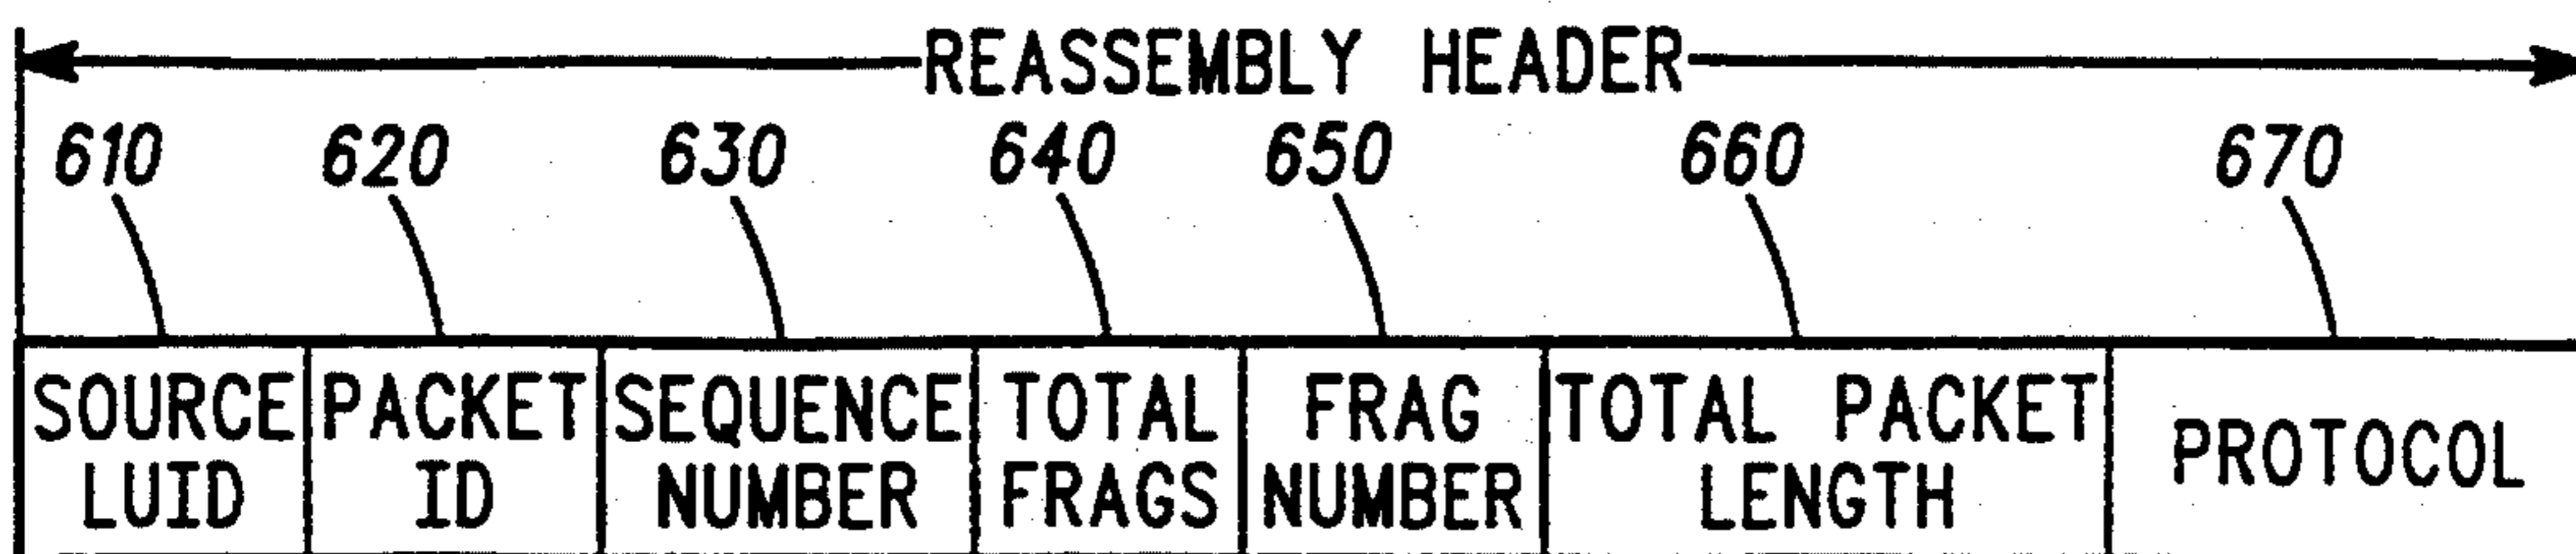 REASSEMBLY HEADER
610 620 630 640 650 660 670
SOURCE LUID
PACKET ID
SEQUENCE NUMBER
TOTAL FRAGS
FRAG NUMBER
TOTAL PACKET LENGTH
PROTOCOL